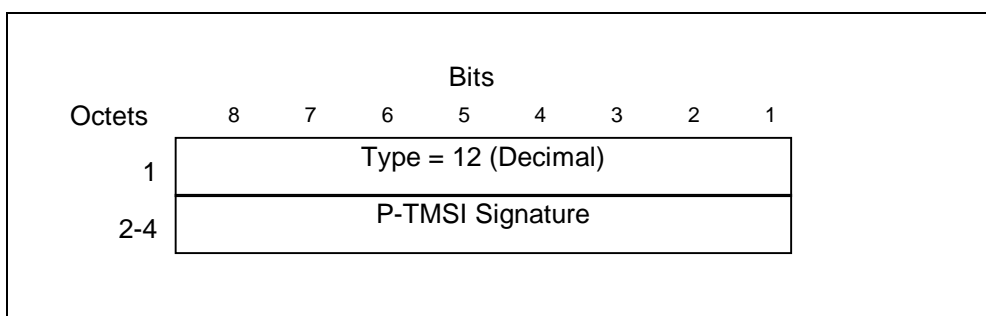 Bits
Octets 8 7 6 5 4 3 2 1
1 Type = 12 (Decimal)
2-4 P-TMSI Signature